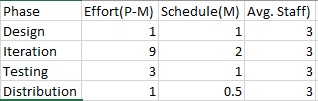 Phase Effort(P-M) Schedule(M) Avg. Staff)
Design 1 1 3
Iteration 9 2 3
Testing 3 1 3
Distribution 1 0.5 3